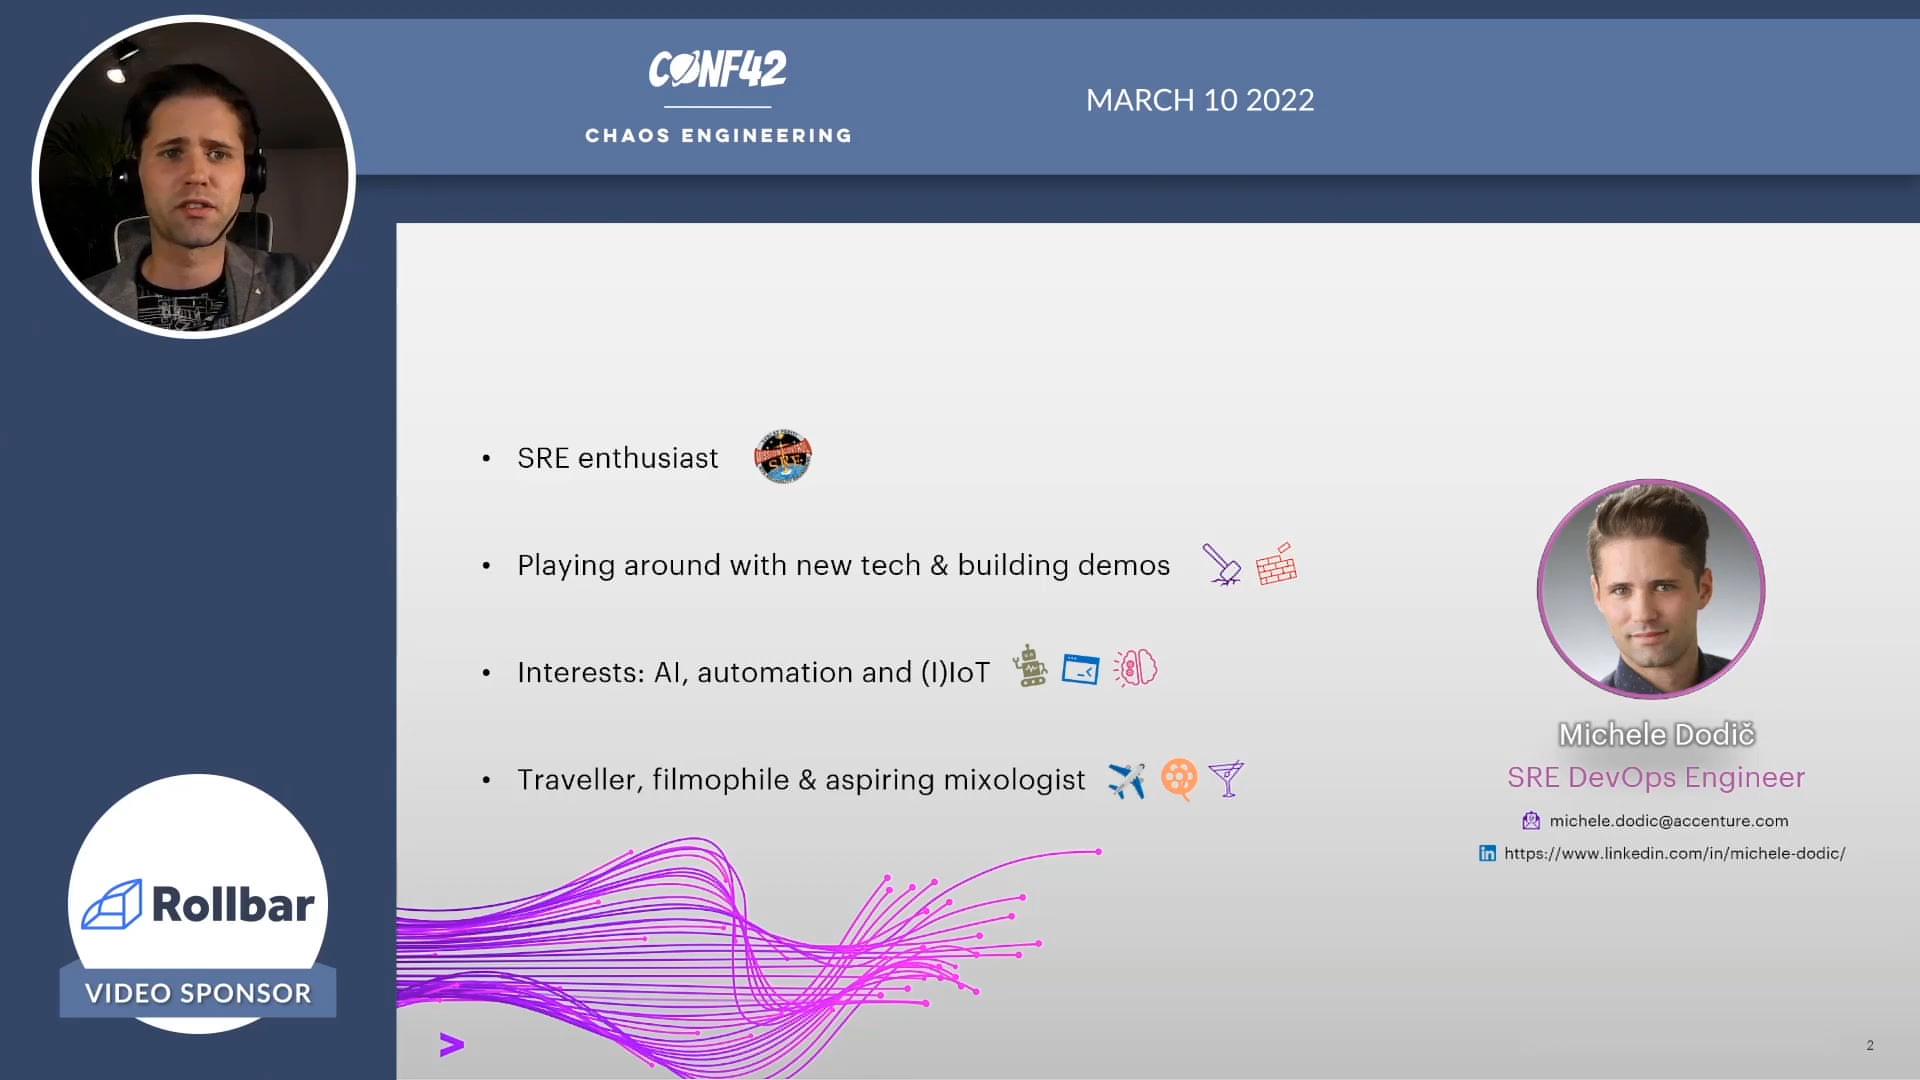 CONF42
CHAOS ENGINEERING
MARCH 10 2022
• SRE enthusiast
SRE
• Playing around with new tech & building demos
• Interests: AI, automation and (I)IoT
• Traveller, filmophile & aspiring mixologist
Michele Dodič
SRE DevOps Engineer
michele.dodic@accenture.com
in https://www.linkedin.com/in/michele-dodic/
Rollbar
VIDEO SPONSOR
>
2